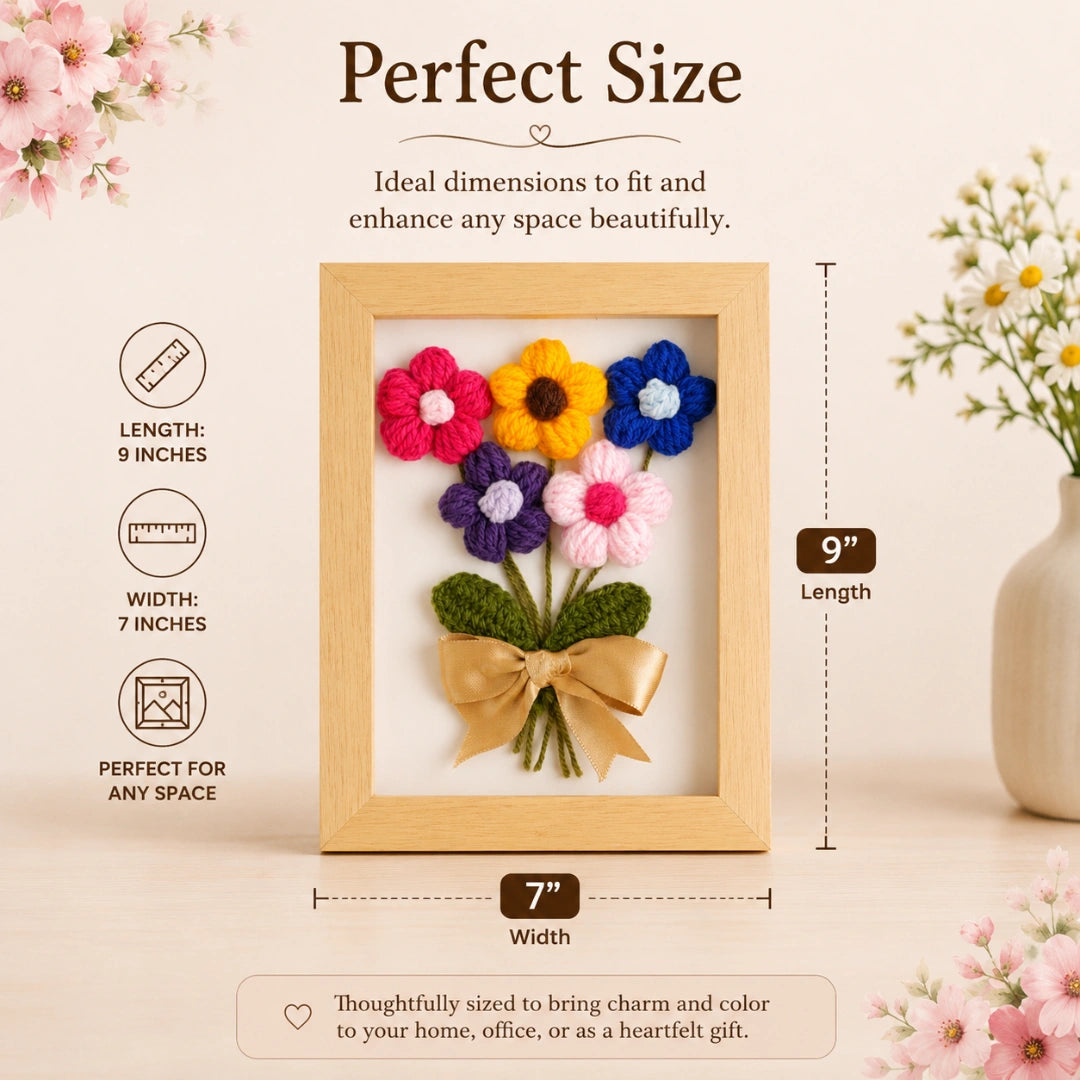 Perfect Size
Ideal dimensions to fit and
enhance any space beautifully.
LENGTH:
9 INCHES
WIDTH:
7 INCHES
PERFECT FOR
ANY SPACE
9”
Length
7”
Width
Thoughtfully sized to bring charm and color
to your home, office, or as a heartfelt gift.